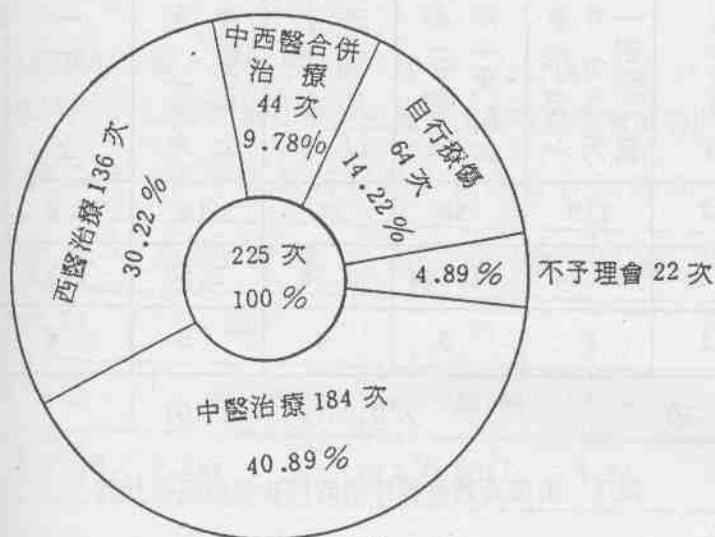 中西醫合併
治療
44 次
9.78%
自行療傷
64 次
14.22%
4.89%
不予理會 22 次
中醫治療 184 次
40.89%
西醫治療 136 次
30.22%
225 次
100%